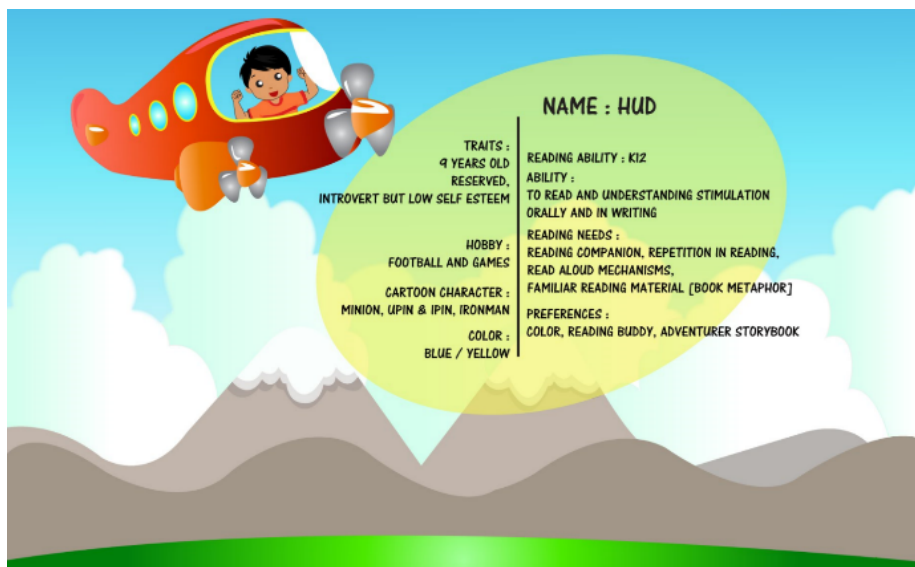 NAME : HUD
TRAITS :
9 YEARS OLD
RESERVED,
INTROVERT BUT LOW SELF ESTEEM
HOBBY :
FOOTBALL AND GAMES
CARTOON CHARACTER :
MINION, UPIN & IPIN, IRONMAN
COLOR :
BLUE / YELLOW
READING ABILITY : K12
ABILITY :
TO READ AND UNDERSTANDING STIMULATION
ORALLY AND IN WRITING
READING NEEDS :
READING COMPANION, REPETITION IN READING,
READ ALOUD MECHANISMS,
FAMILIAR READING MATERIAL [BOOK METAPHOR]
PREFERENCES :
COLOR, READING BUDDY, ADVENTURER STORYBOOK